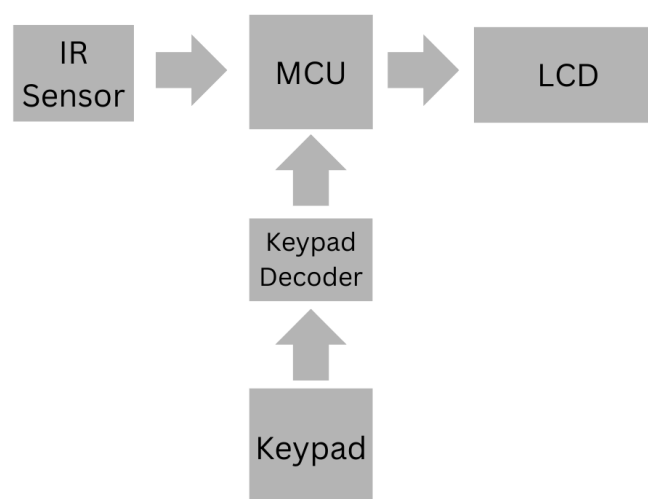 IR
Sensor
MCU
LCD
Keypad
Decoder
Keypad